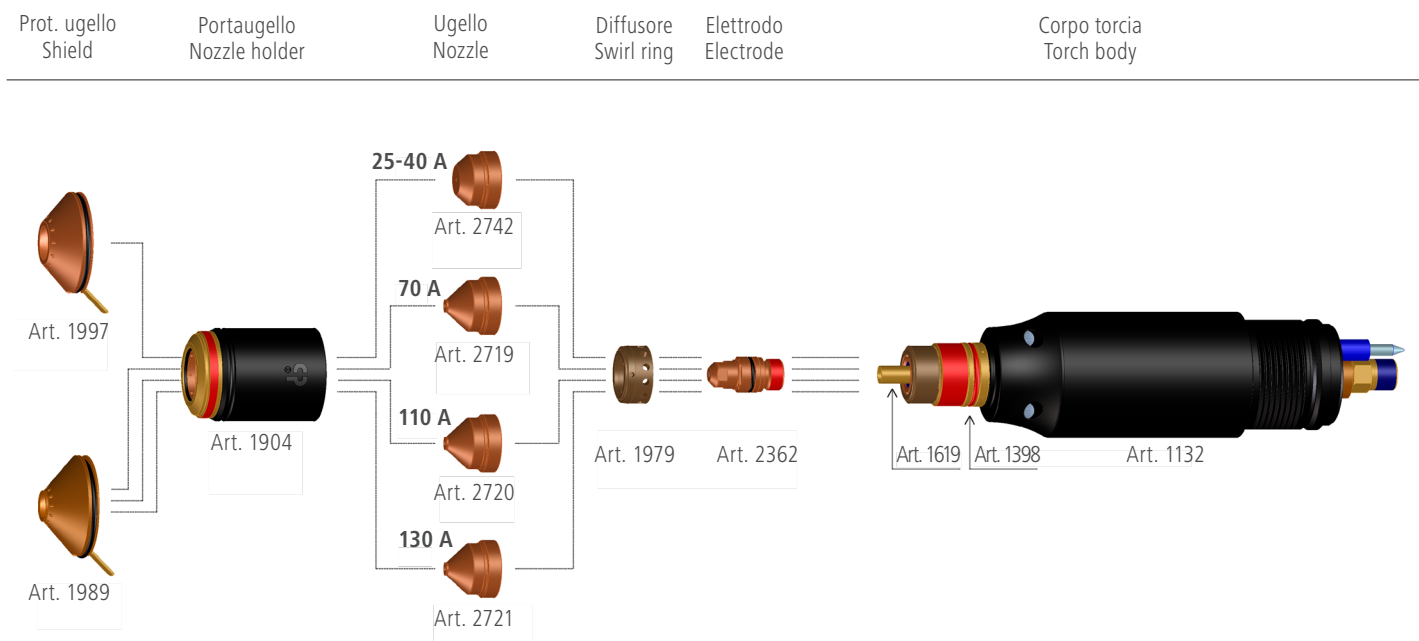 Prot. ugello
Shield
Portaugello
Nozzle holder
Ugello
Nozzle
Diffusore
Swirl ring
Elettrodo
Electrode
Corpo torcia
Torch body
25-40 A
Art. 2742
70 A
Art. 2719
110 A
Art. 2720
130 A
Art. 2721
Art. 1997
Art. 1989
Art. 1904
Art. 1979
Art. 2362
Art. 1619
Art. 1398
Art. 1132